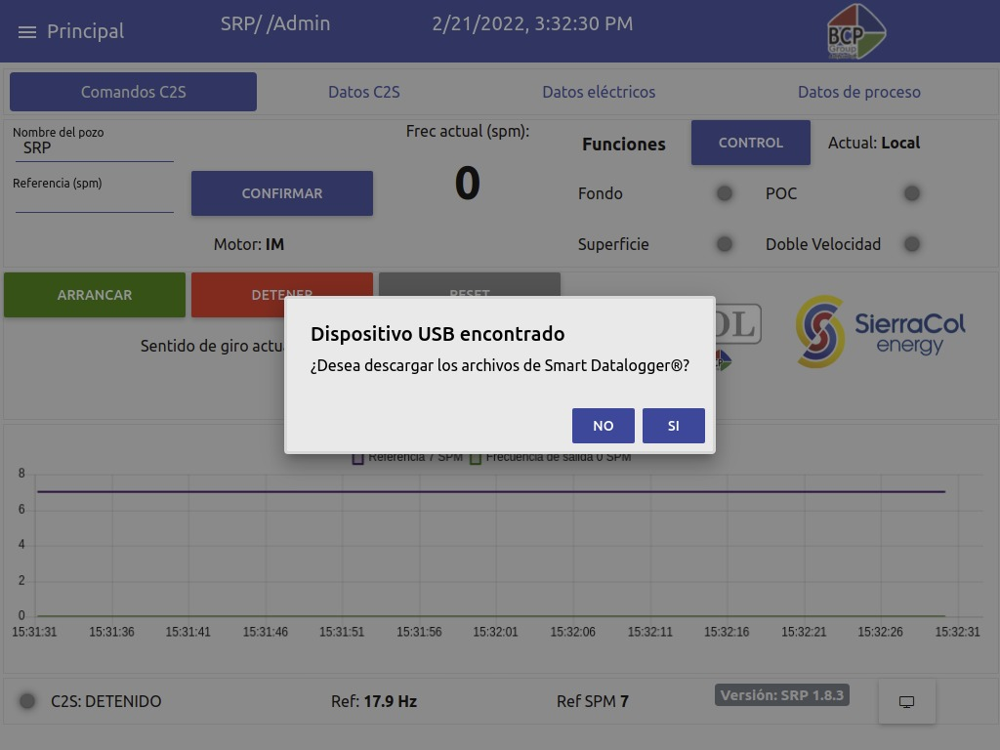 Principal
SRP/ /Admin
2/21/2022, 3:32:30 PM
BCP
Group
Comandos C2S
Datos C2S
Datos eléctricos
Datos de proceso
Nombre del pozo
SRP
Frec actual (spm):
Funciones
CONTROL
Actual: Local
Referencia (spm)
CONFIRMAR
0
Fondo
POC
Motor: IM
Superficie
Doble Velocidad
ARRANCAR
DETENER
RESET
OL
SierraCol
energy
Sentido de giro actua
Dispositivo USB encontrado
¿Desea descargar los archivos de Smart Datalogger®?
NO
SI
Referencia 7 SPM
Frecuencia de salida 0 SPM
8
6
4
2
0
15:31:31
15:31:36
15:31:41
15:31:46
15:31:51
15:31:56
15:32:01
15:32:06
15:32:11
15:32:16
15:32:21
15:32:26
15:32:31
C2S: DETENIDO
Ref: 17.9 Hz
Ref SPM 7
Versión: SRP 1.8.3